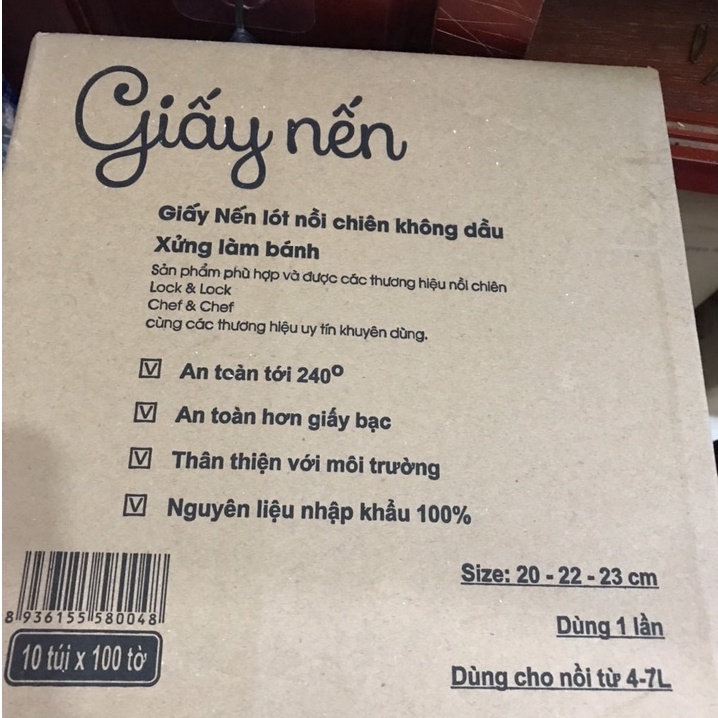 Giấy nến
Giấy Nến lót nồi chiên không dầu
Xửng làm bánh
Sản phẩm phù hợp và được các thương hiệu nồi chiên
Lock & Lock
Chef & Chef
cùng các thương hiệu uy tín khuyên dùng.
V An toàn tới 240º
V An toàn hơn giấy bạc
V Thân thiện với môi trường
V Nguyên liệu nhập khẩu 100%
Size: 20 - 22 - 23 cm
8 936155 580048
Dùng 1 lần
10 túi x 100 tờ
Dùng cho nồi từ 4-7L